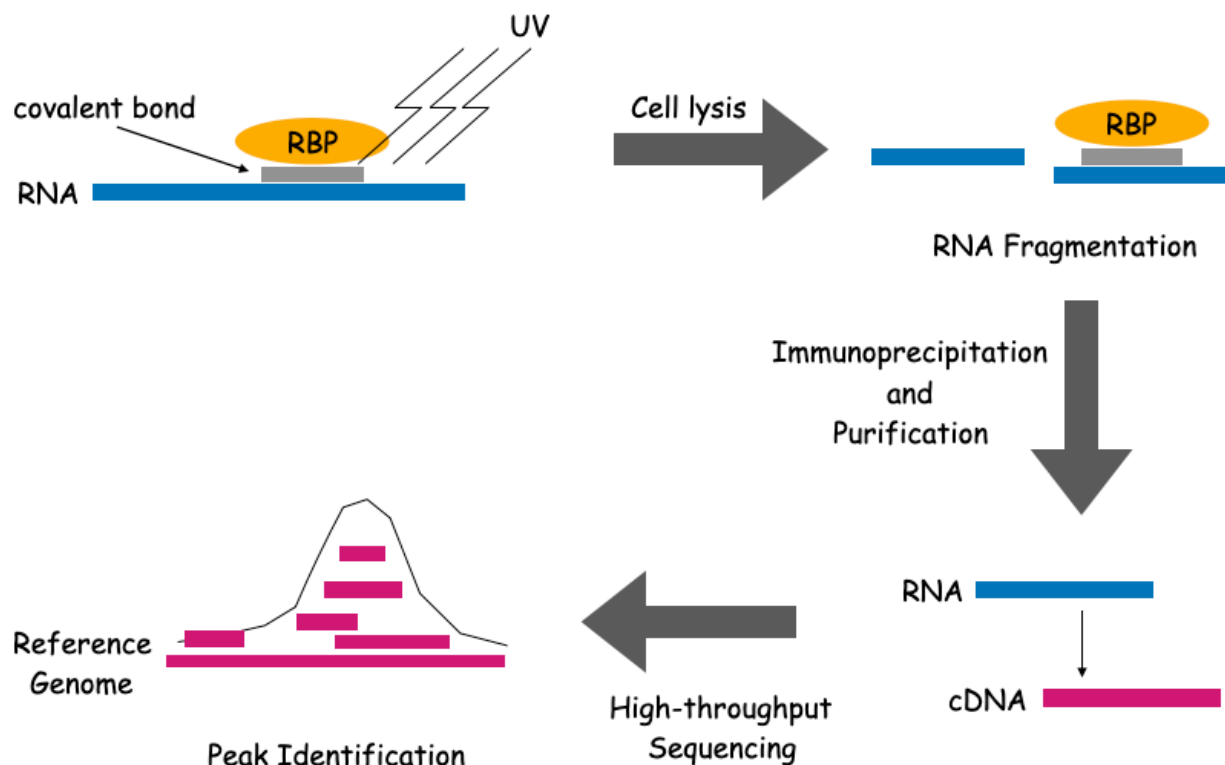 UV
covalent bond
RBP
RNA
Cell lysis
RBP
RNA Fragmentation
Immunoprecipitation
and
Purification
RNA
cDNA
High-throughput
Sequencing
Reference
Genome
Peak Identification